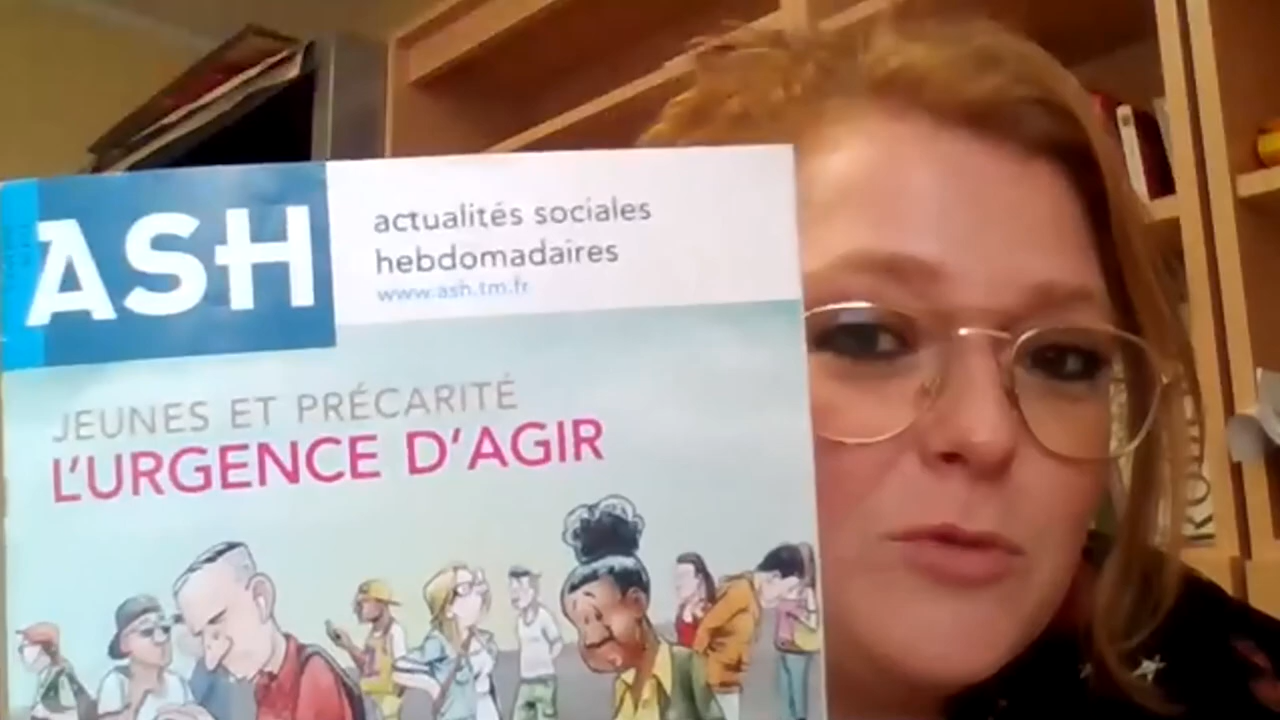 ASH
actualités sociales
hebdomadaires
www.ash.tm.fr
JEUNES ET PRÉCARITÉ
L'URGENCE D'AGIR